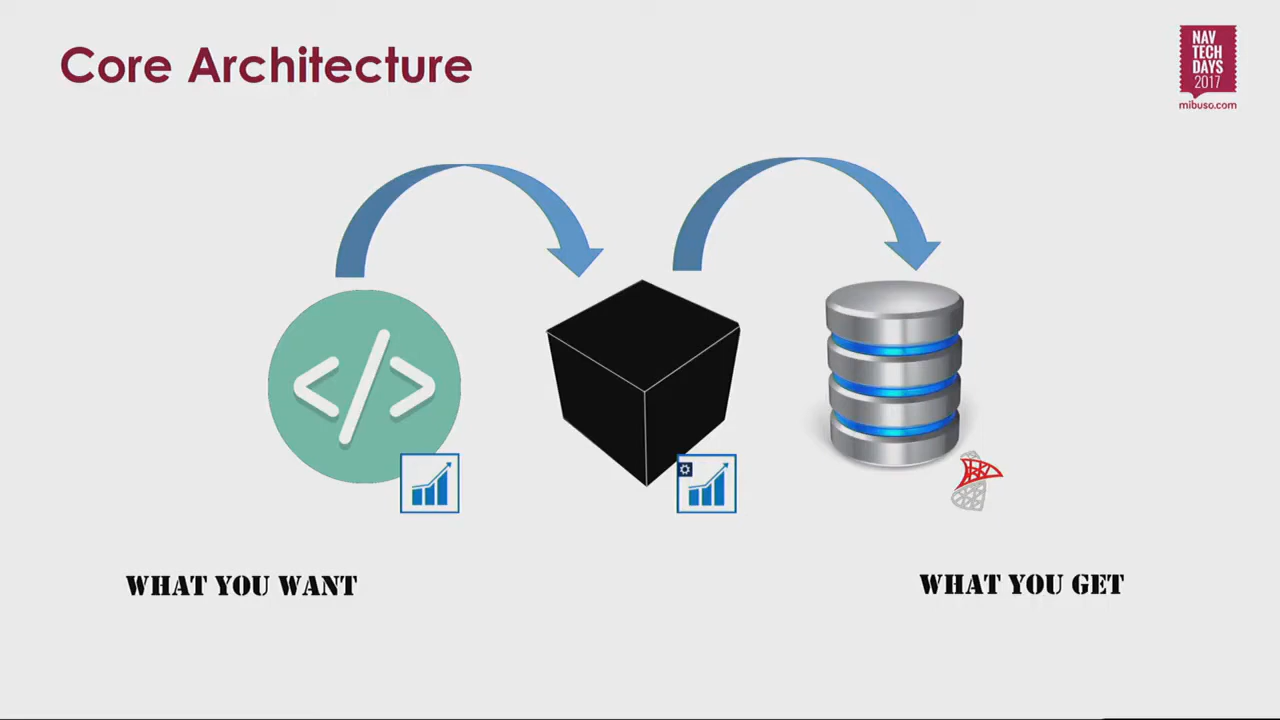 Core Architecture
NAV
TECH
DAYS
2017
mibuso.com
</>
WHAT YOU WANT
WHAT YOU GET